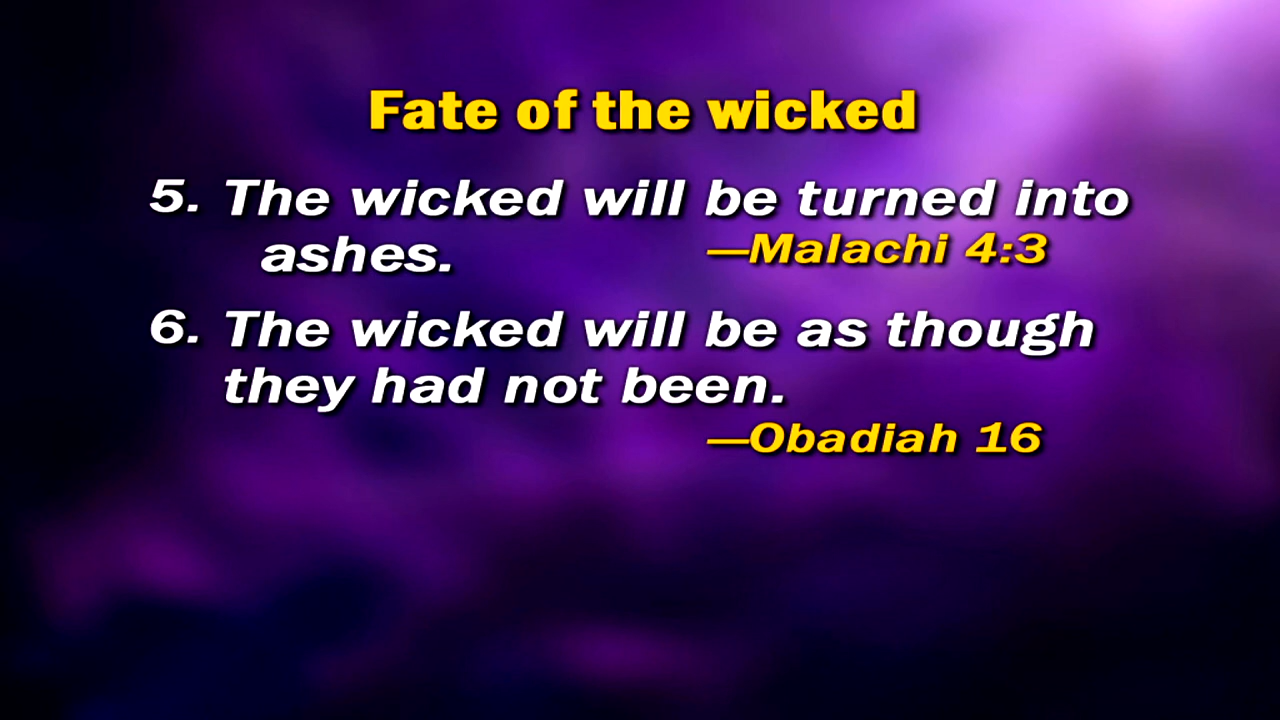 Fate of the wicked
5. The wicked will be turned into
ashes. —Malachi 4:3
6. The wicked will be as though
they had not been.
—Obadiah 16